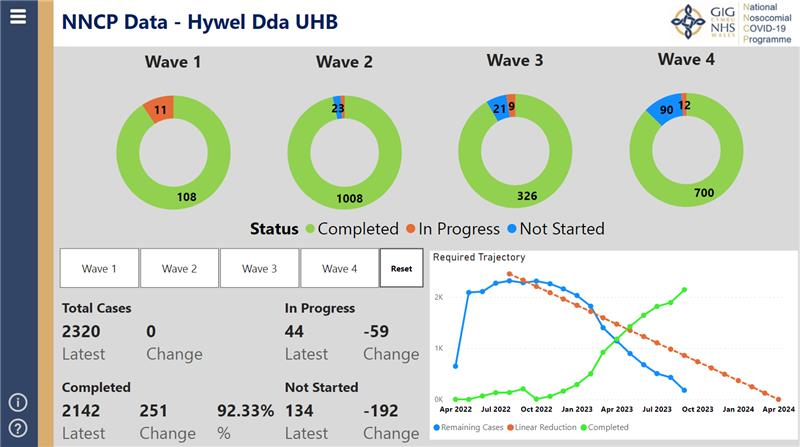 NNCP Data - Hywel Dda UHB
GIG
CYMRU
NHS
WALES
National
Nosocomial
COVID-19
Programme
Wave 1
Wave 2
Wave 3
Wave 4
11
108
23
1008
21
9
326
90
12
700
Status Completed In Progress Not Started
Wave 1
Wave 2
Wave 3
Wave 4
Reset
Total Cases
2320 0
Latest Change
In Progress
44 -59
Latest Change
Completed
2142 251 92.33%
Latest Change %
Not Started
134 -192
Latest Change
Required Trajectory
2K
1K
0K
Apr 2022 Jul 2022 Oct 2022 Jan 2023 Apr 2023 Jul 2023 Oct 2023 Jan 2024 Apr 2024
Remaining Cases Linear Reduction Completed